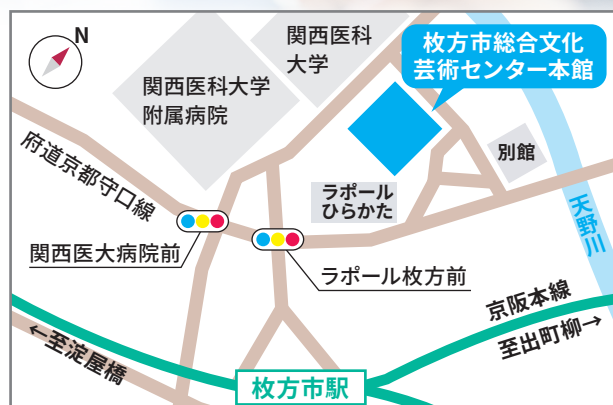 N
関西医科
大学
枚方市総合文化
芸術センター本館
関西医科大学
附属病院
府道京都守口線
別館
ラポール
ひらかた
天野川
関西医大病院前
ラポール枚方前
京阪本線
至出町柳→
←至淀屋橋
枚方市駅